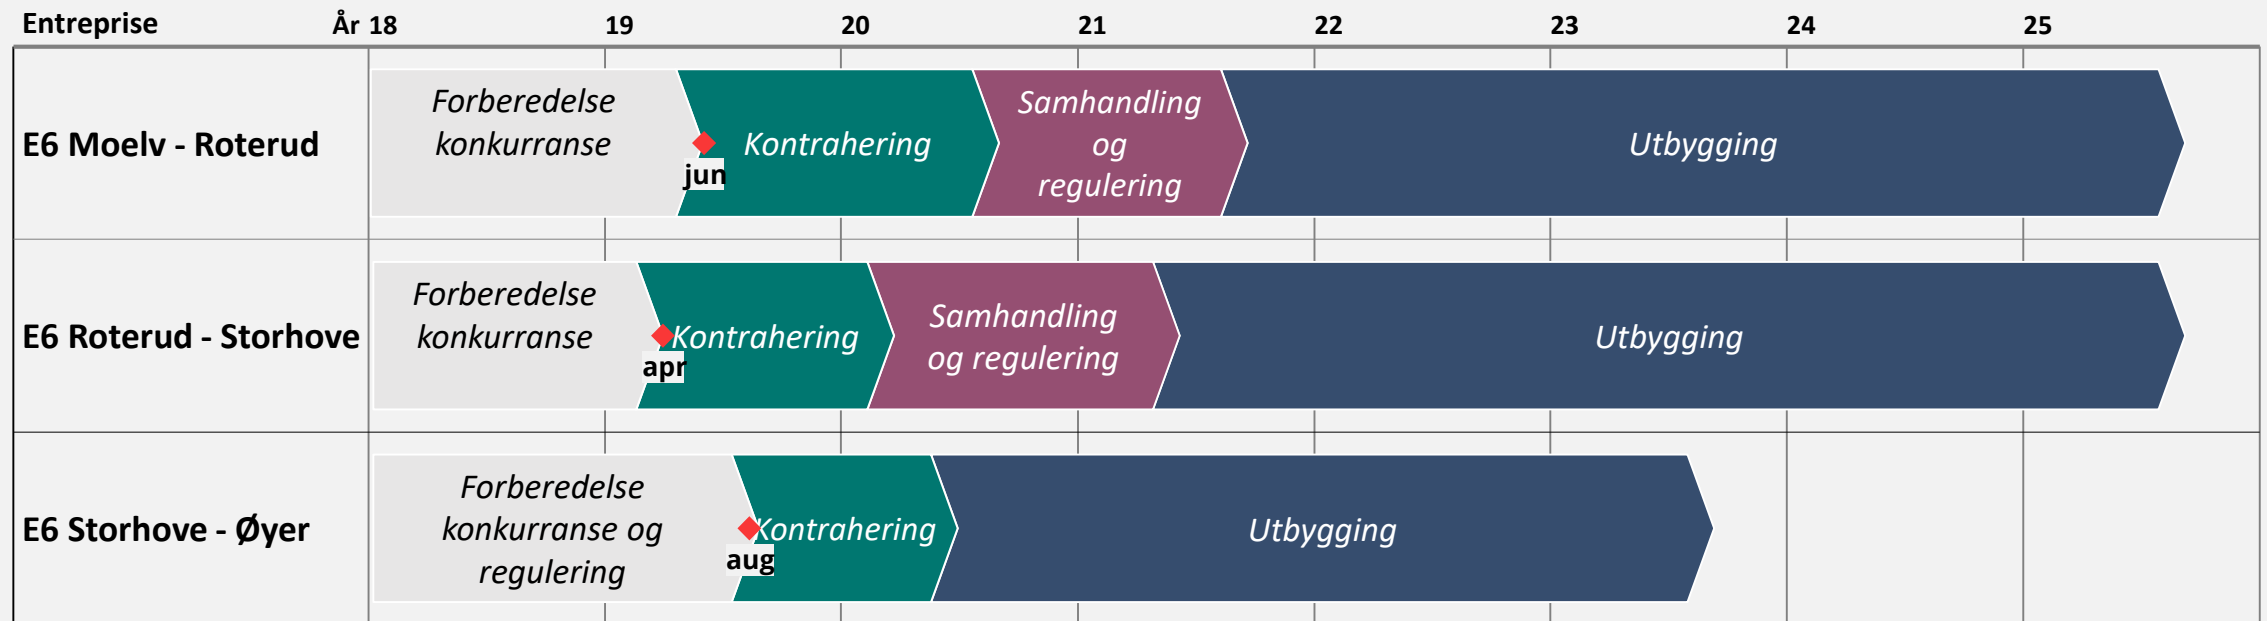 Entreprise År 18 19 20 21 22 23 24 25
E6 Moelv - Roterud
Forberedelse
konkurranse
jun
Kontrahering
Samhandling
og
regulering
Utbygging
E6 Roterud - Storhove
Forberedelse
konkurranse
apr
Kontrahering
Samhandling
og regulering
Utbygging
E6 Storhove - Øyer
Forberedelse
konkurranse og
regulering
aug
Kontrahering
Utbygging